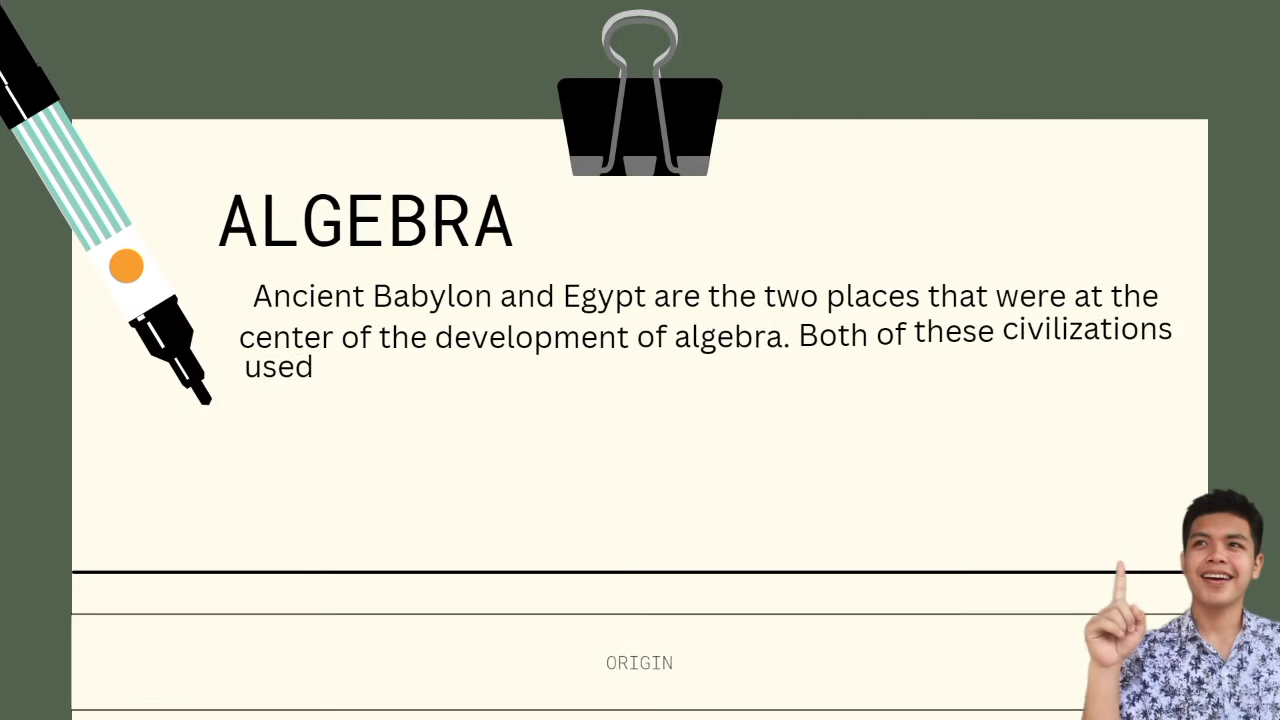 ALGEBRA
Ancient Babylon and Egypt are the two places that were at the
center of the development of algebra. Both of these civilizations
used
ORIGIN